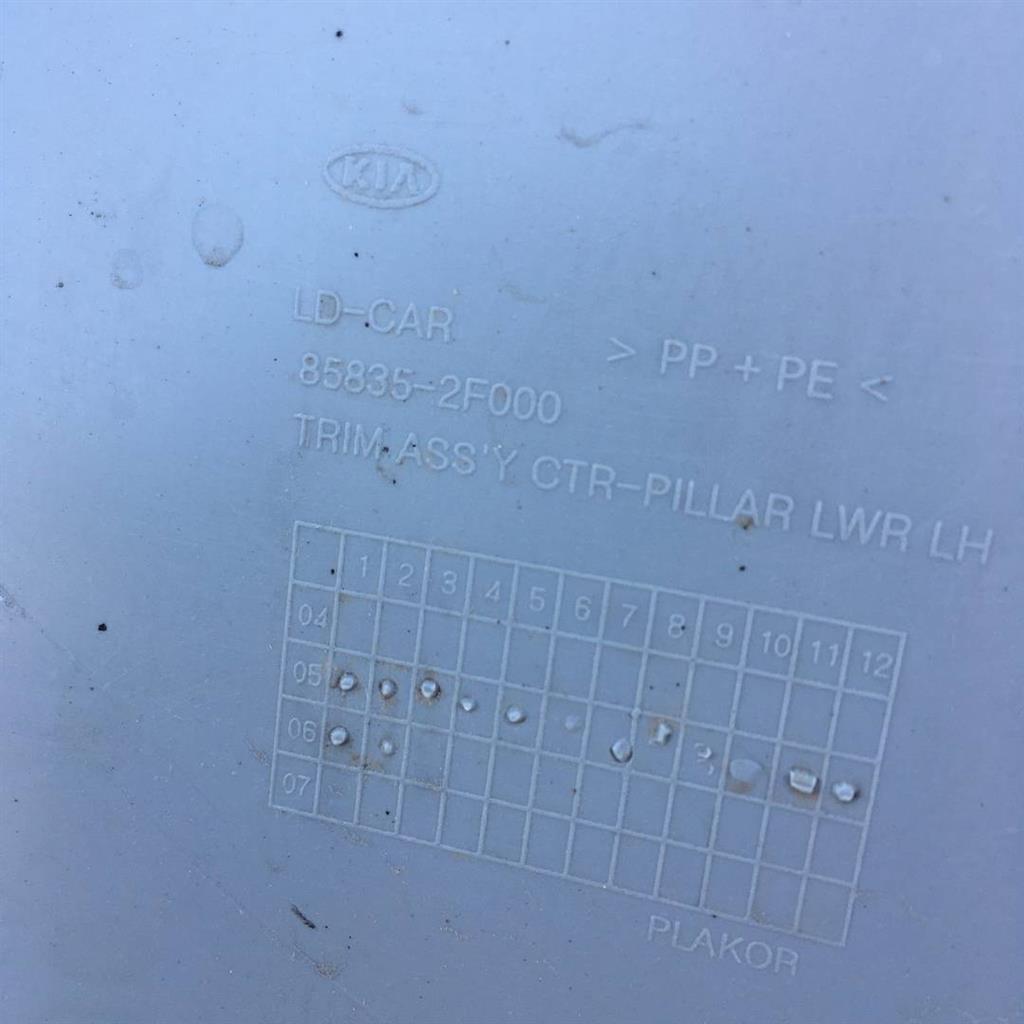 KIA
LD-CAR
> PP + PE <
85835-2F000
TRIM ASS'Y CTR-PILLAR LWR LH
1 2 3 4 5 6 7 8 9 10 11 12
04
05
06
07
PLAKOR